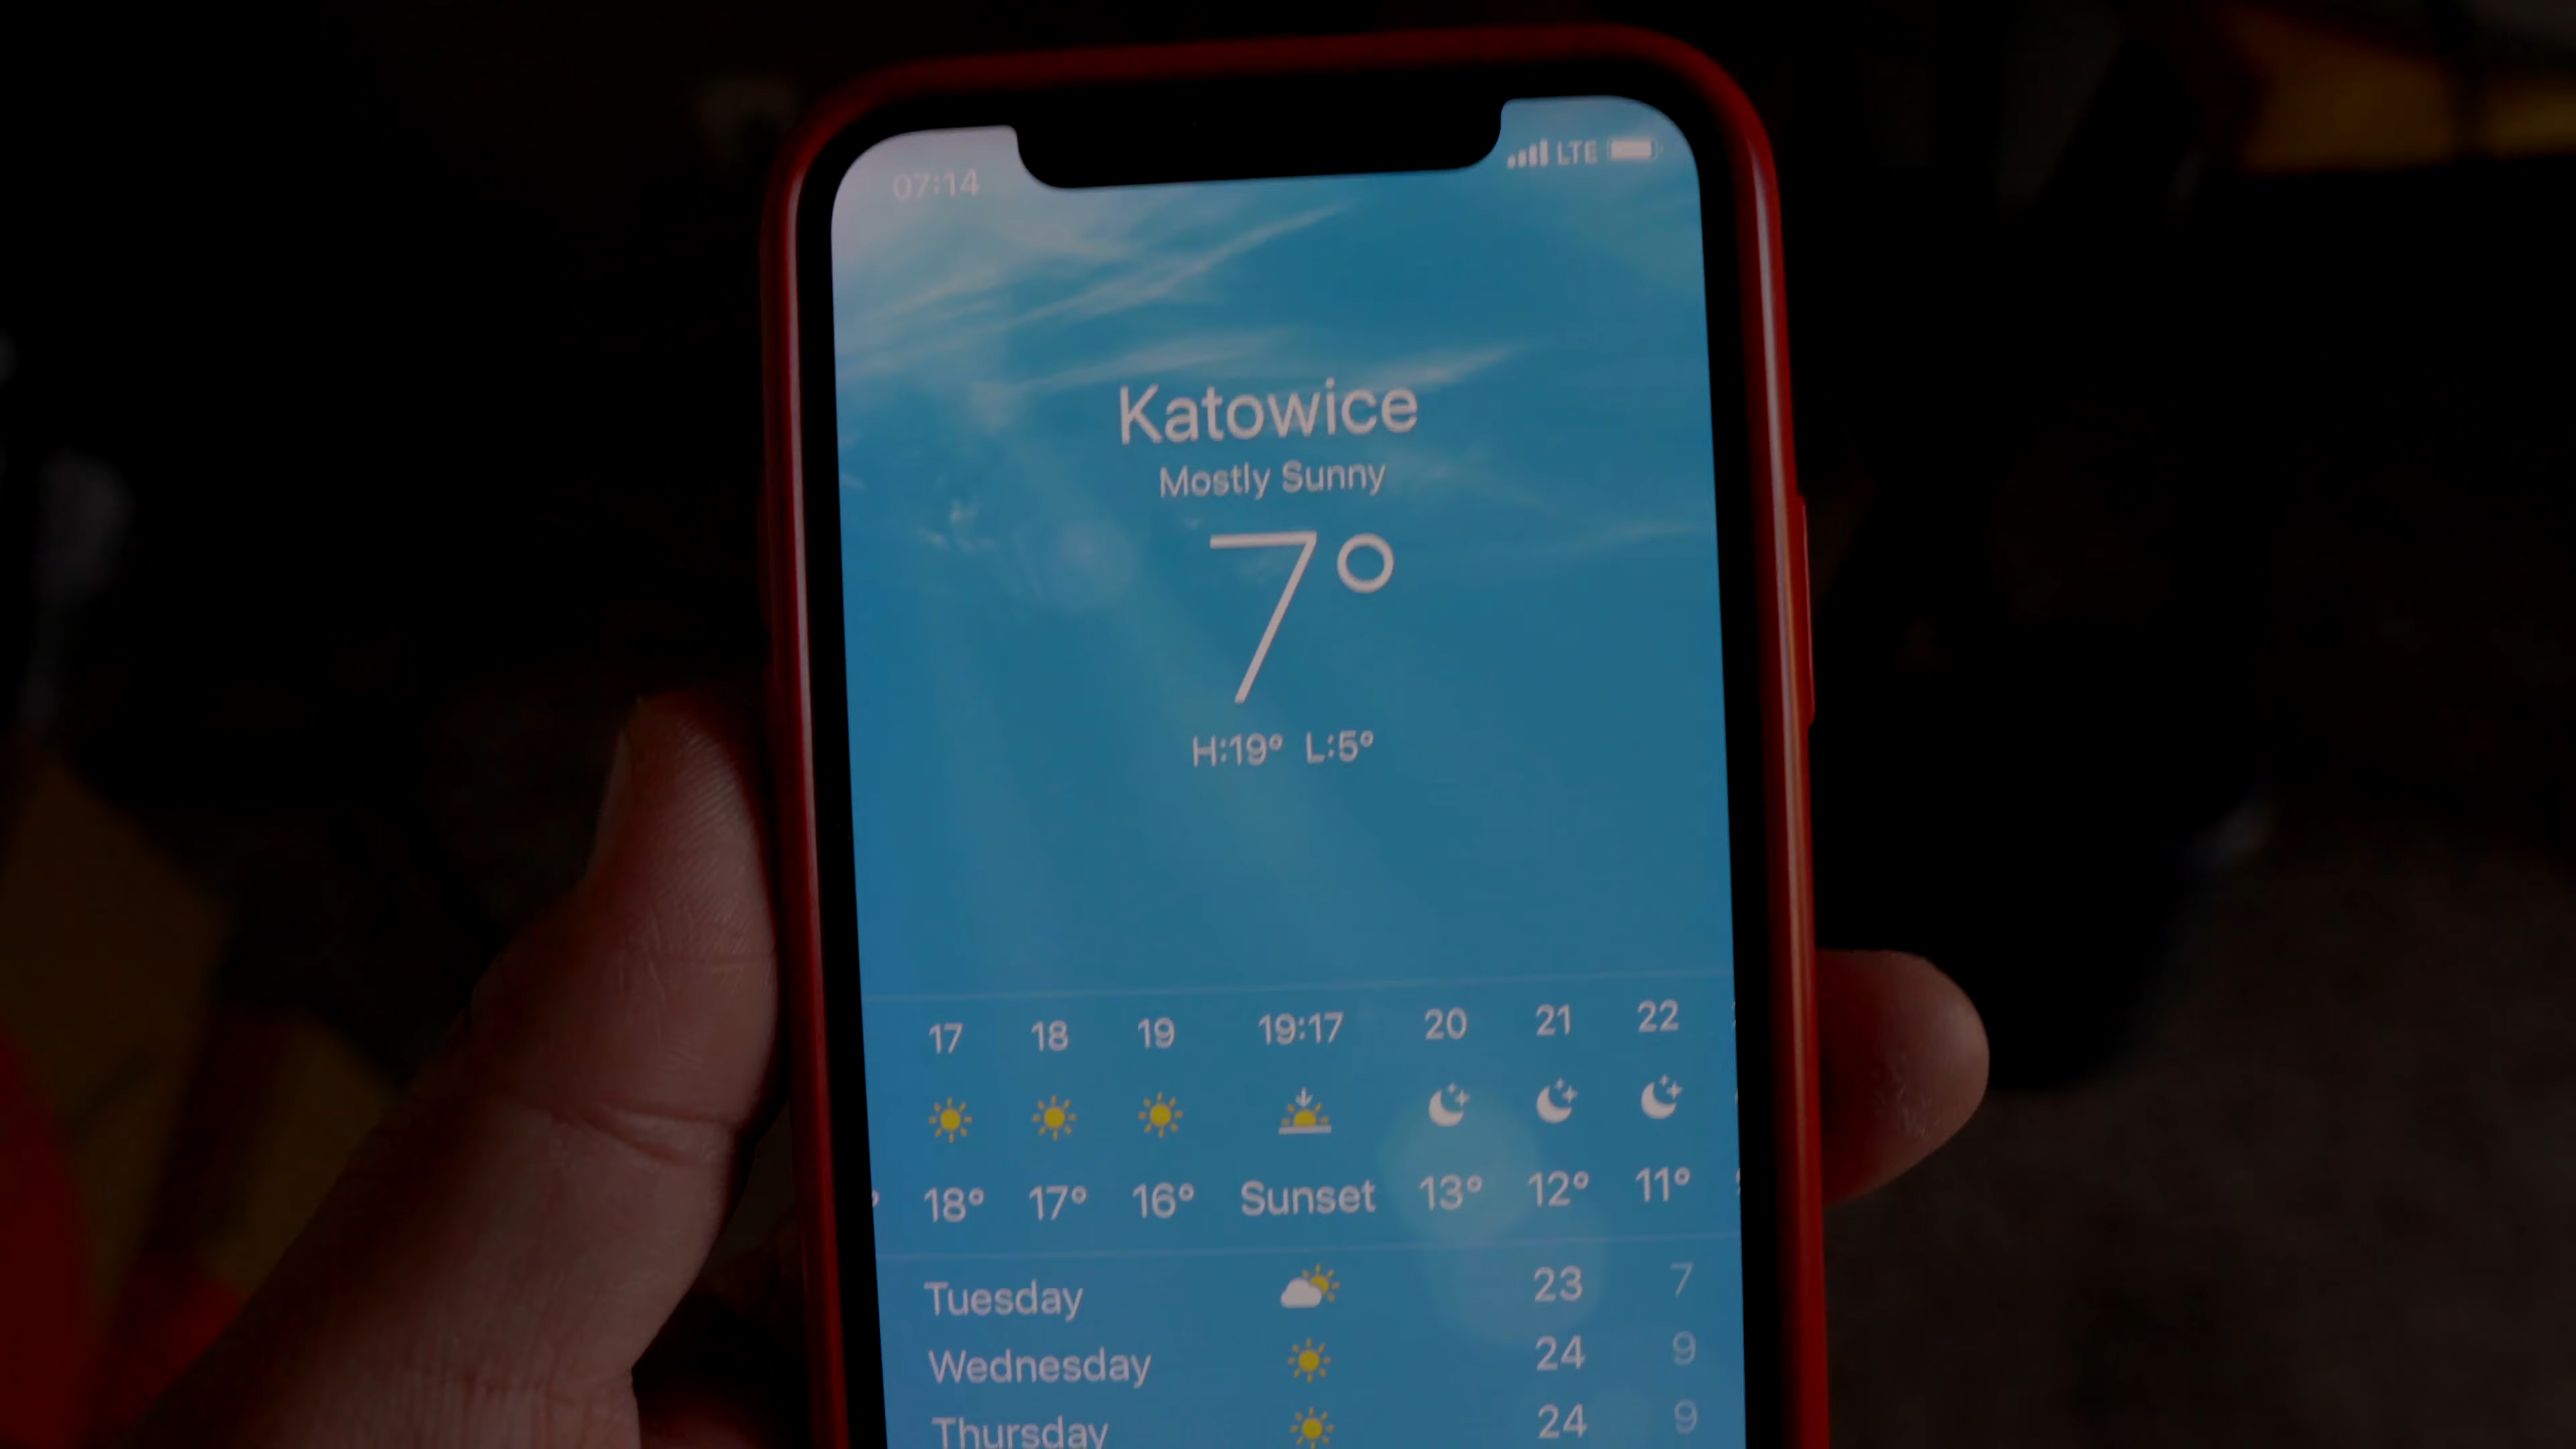 07:14 LTE
Katowice
Mostly Sunny
7°
H:19° L:5°
17 18 19 19:17 20 21 22
18° 17° 16° Sunset 13° 12° 11°
Tuesday 23 7
Wednesday 24 9
Thursday 24 9